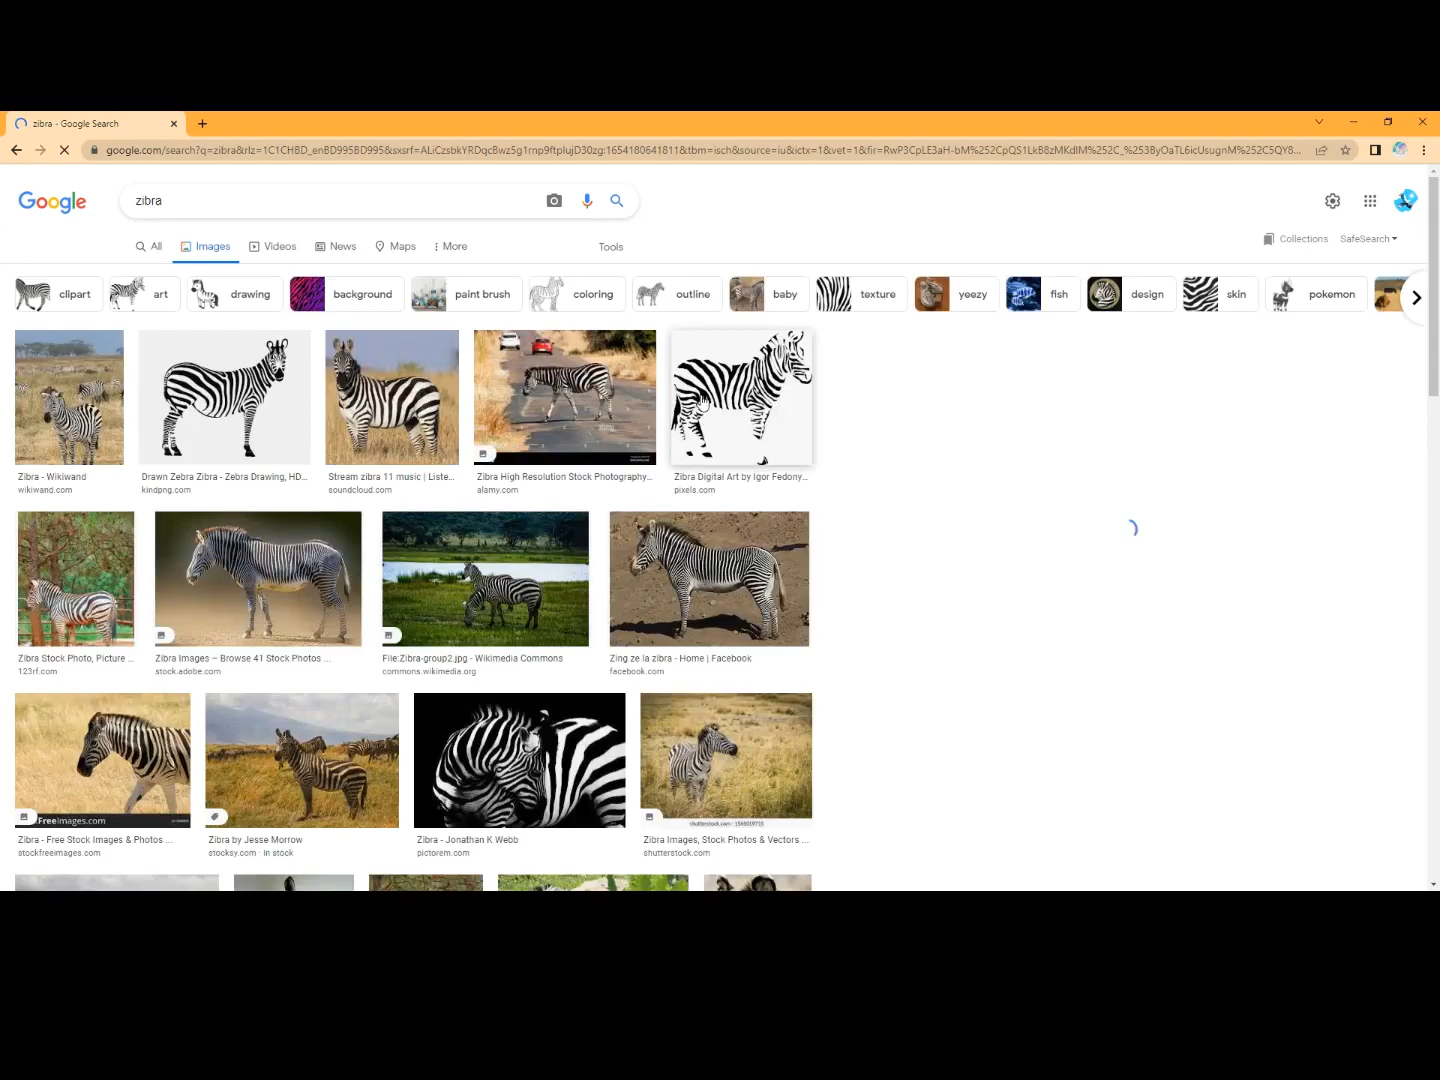 zibra - Google Search
google.com/search?q=zibra&rlz=1C1CHBD_enBD995BD995&sxsrf=ALiCzsbkYRDqcBwz5g1rnp9ftpIujD30zg:1654180641811&tbm=isch&source=iu&ictx=1&vet=1&fir=RwP3CpLE3aH-bM%252CpQS1LkB8zMKdIM%252C_%253ByOaTL6icUsugnM%252C5QY8...
Google
zibra
All Images Videos News Maps More Tools
Collections SafeSearch
clipart art drawing background paint brush coloring outline baby texture yeezy fish design skin pokemon
Zibra - Wikiwand
wikiwand.com
Drawn Zebra Zibra - Zebra Drawing, HD...
kindpng.com
Stream zibra 11 music | Liste...
soundcloud.com
Zibra High Resolution Stock Photography...
alamy.com
Zibra Digital Art by Igor Fedony...
pixels.com
Zibra Stock Photo, Picture ...
123rf.com
Zibra Images – Browse 41 Stock Photos ...
stock.adobe.com
File:Zibra-group2.jpg - Wikimedia Commons
commons.wikimedia.org
Zing ze la zibra - Home | Facebook
facebook.com
FreeImages.com
shutterstock.com · 1565019715
Zibra - Free Stock Images & Photos ...
stockfreeimages.com
Zibra by Jesse Morrow
stocksy.com · In stock
Zibra - Jonathan K Webb
pictorem.com
Zibra Images, Stock Photos & Vectors ...
shutterstock.com